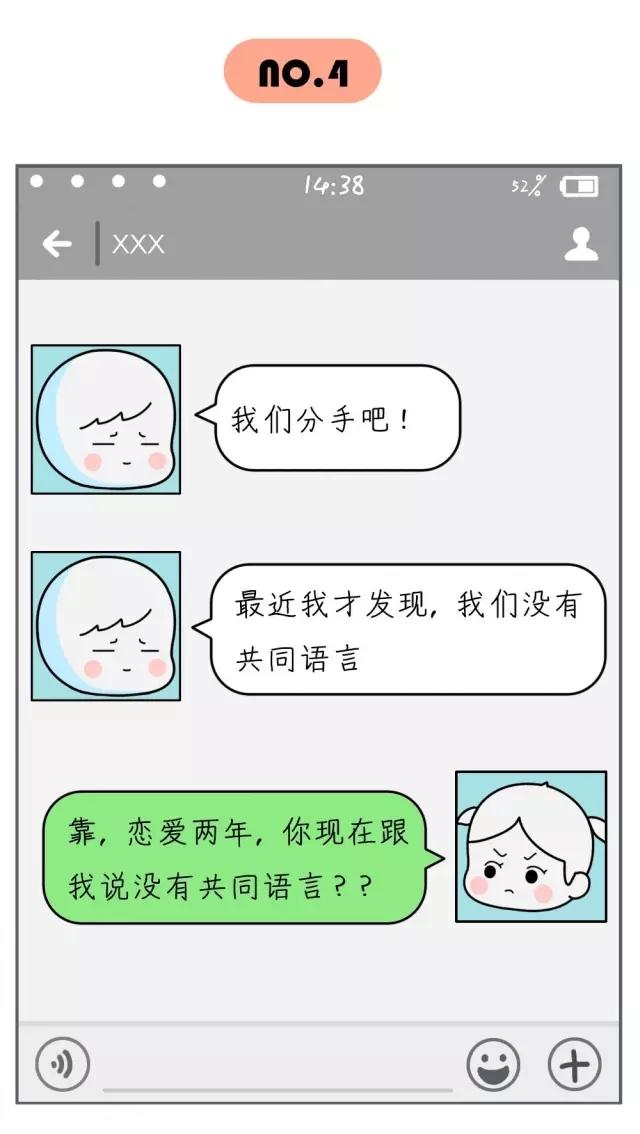 NO.4
14:38 52%
XXX
我们分手吧！
最近我才发现，我们没有
共同语言
靠，恋爱两年，你现在跟
我说没有共同语言？？